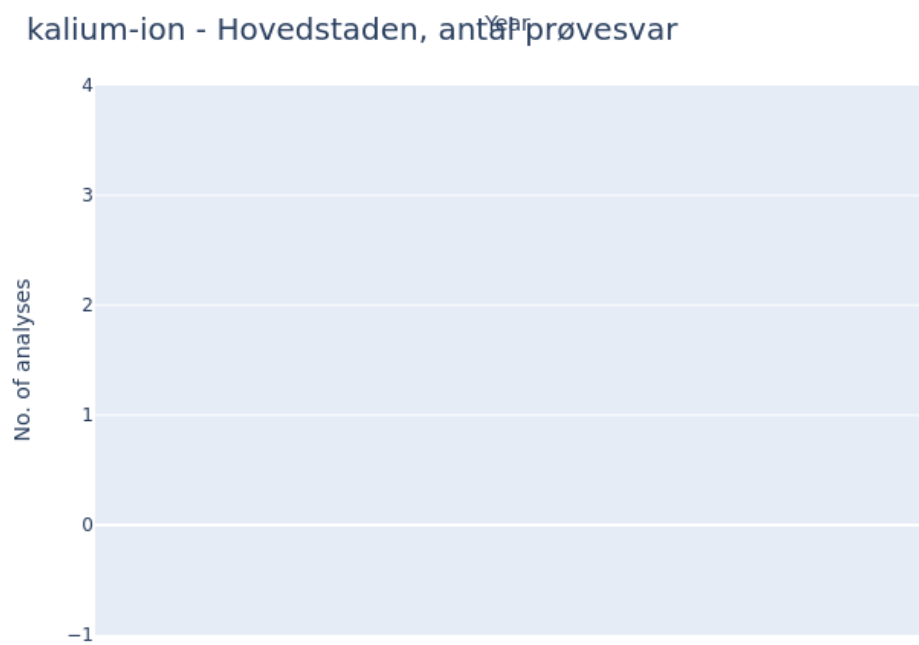 kalium-ion - Hovedstaden, antal prøvesvar
Year
4
3
2
1
0
−1
No. of analyses